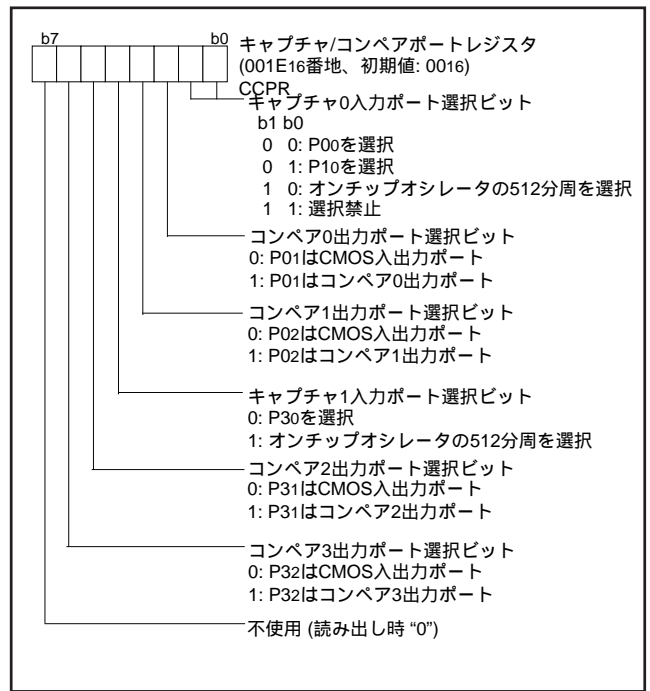 b7 b0
キャプチャ/コンペアポートレジスタ
(001E16番地、初期値: 0016)
CCPR
キャプチャ0入力ポート選択ビット
b1 b0
0 0: P00を選択
0 1: P10を選択
1 0: オンチップオシレータの512分周を選択
1 1: 選択禁止
コンペア0出力ポート選択ビット
0: P01はCMOS入出力ポート
1: P01はコンペア0出力ポート
コンペア1出力ポート選択ビット
0: P02はCMOS入出力ポート
1: P02はコンペア1出力ポート
キャプチャ1入力ポート選択ビット
0: P30を選択
1: オンチップオシレータの512分周を選択
コンペア2出力ポート選択ビット
0: P31はCMOS入出力ポート
1: P31はコンペア2出力ポート
コンペア3出力ポート選択ビット
0: P32はCMOS入出力ポート
1: P32はコンペア3出力ポート
不使用 (読み出し時 “0”)